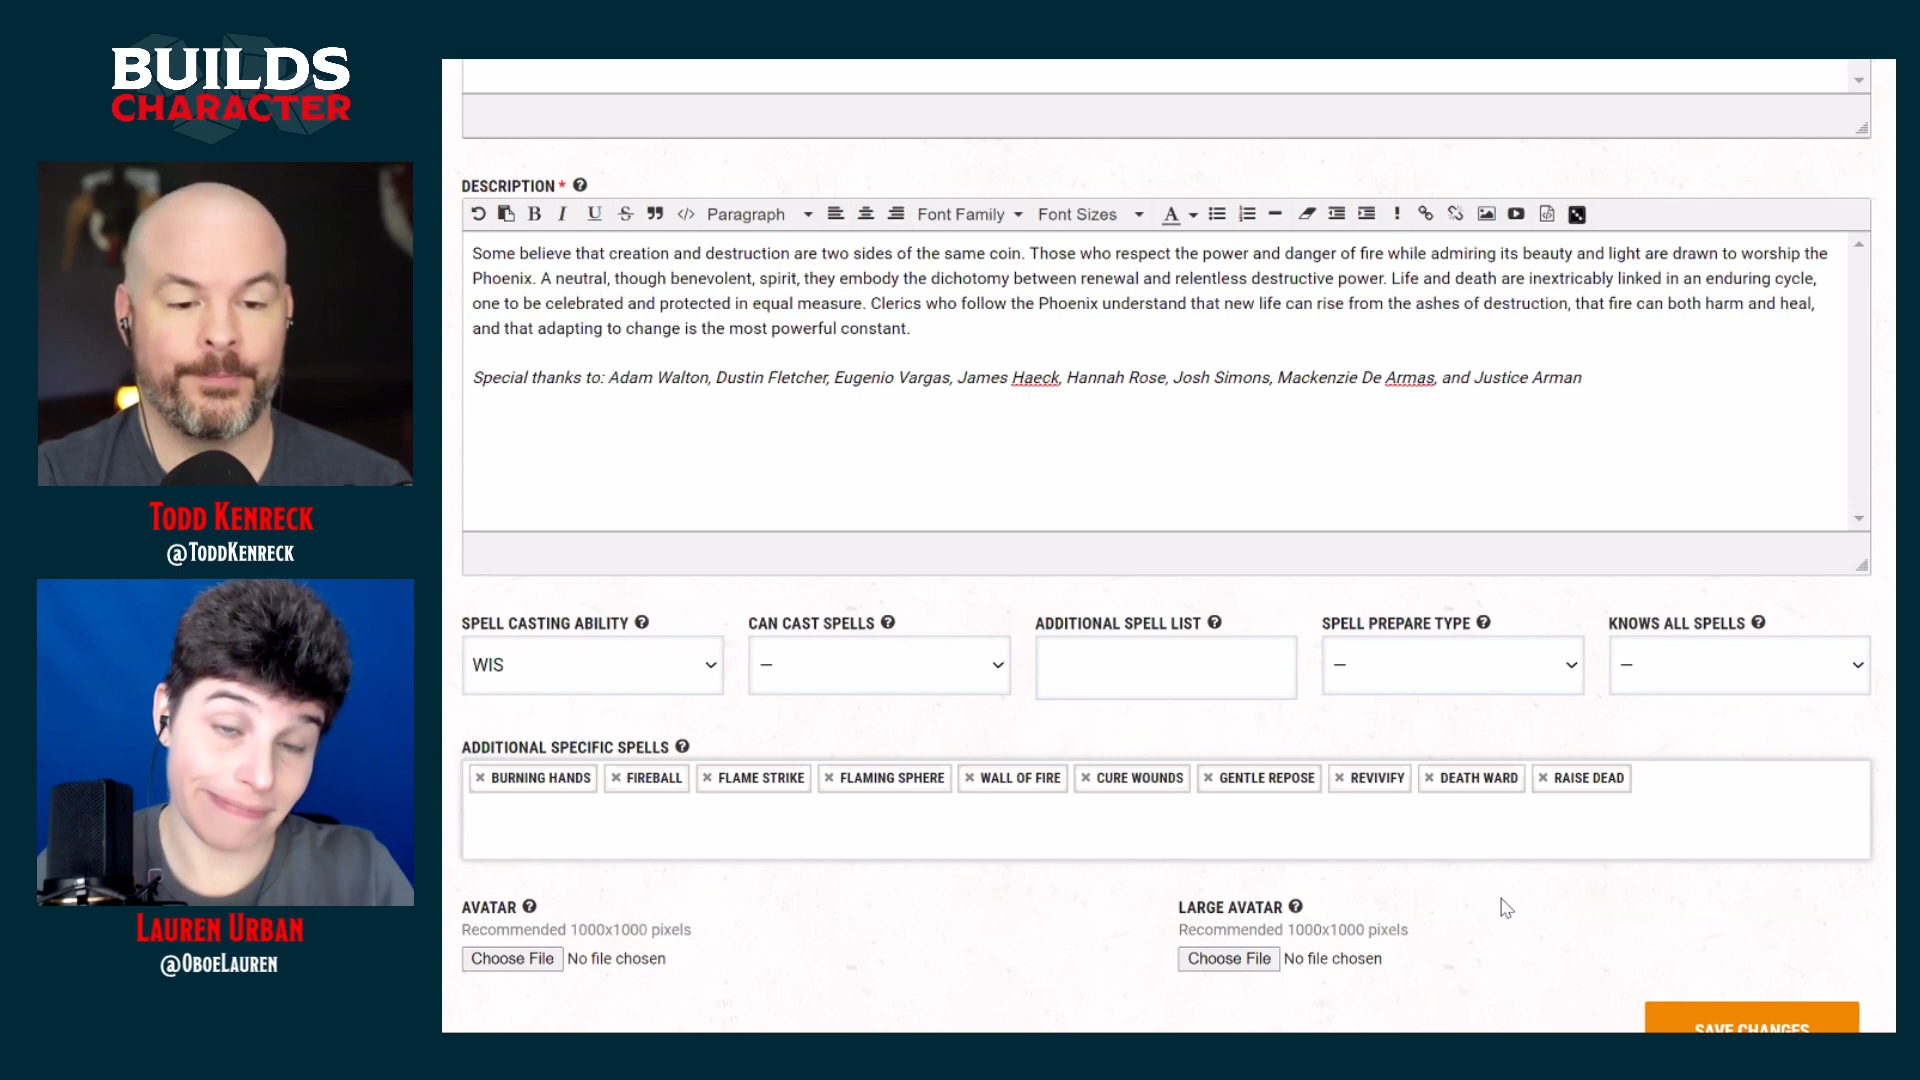 BUILDS
CHARACTER
TODD KENRECK
@TODDKENRECK
LAUREN URBAN
@OBOELAUREN
DESCRIPTION *
Paragraph Font Family Font Sizes
Some believe that creation and destruction are two sides of the same coin. Those who respect the power and danger of fire while admiring its beauty and light are drawn to worship the
Phoenix. A neutral, though benevolent, spirit, they embody the dichotomy between renewal and relentless destructive power. Life and death are inextricably linked in an enduring cycle,
one to be celebrated and protected in equal measure. Clerics who follow the Phoenix understand that new life can rise from the ashes of destruction, that fire can both harm and heal,
and that adapting to change is the most powerful constant.
Special thanks to: Adam Walton, Dustin Fletcher, Eugenio Vargas, James Haeck, Hannah Rose, Josh Simons, Mackenzie De Armas, and Justice Arman
SPELL CASTING ABILITY CAN CAST SPELLS ADDITIONAL SPELL LIST SPELL PREPARE TYPE KNOWS ALL SPELLS
WIS – – –
ADDITIONAL SPECIFIC SPELLS
× BURNING HANDS × FIREBALL × FLAME STRIKE × FLAMING SPHERE × WALL OF FIRE × CURE WOUNDS × GENTLE REPOSE × REVIVIFY × DEATH WARD × RAISE DEAD
AVATAR LARGE AVATAR
Recommended 1000x1000 pixels Recommended 1000x1000 pixels
Choose File No file chosen Choose File No file chosen
SAVE CHANGES